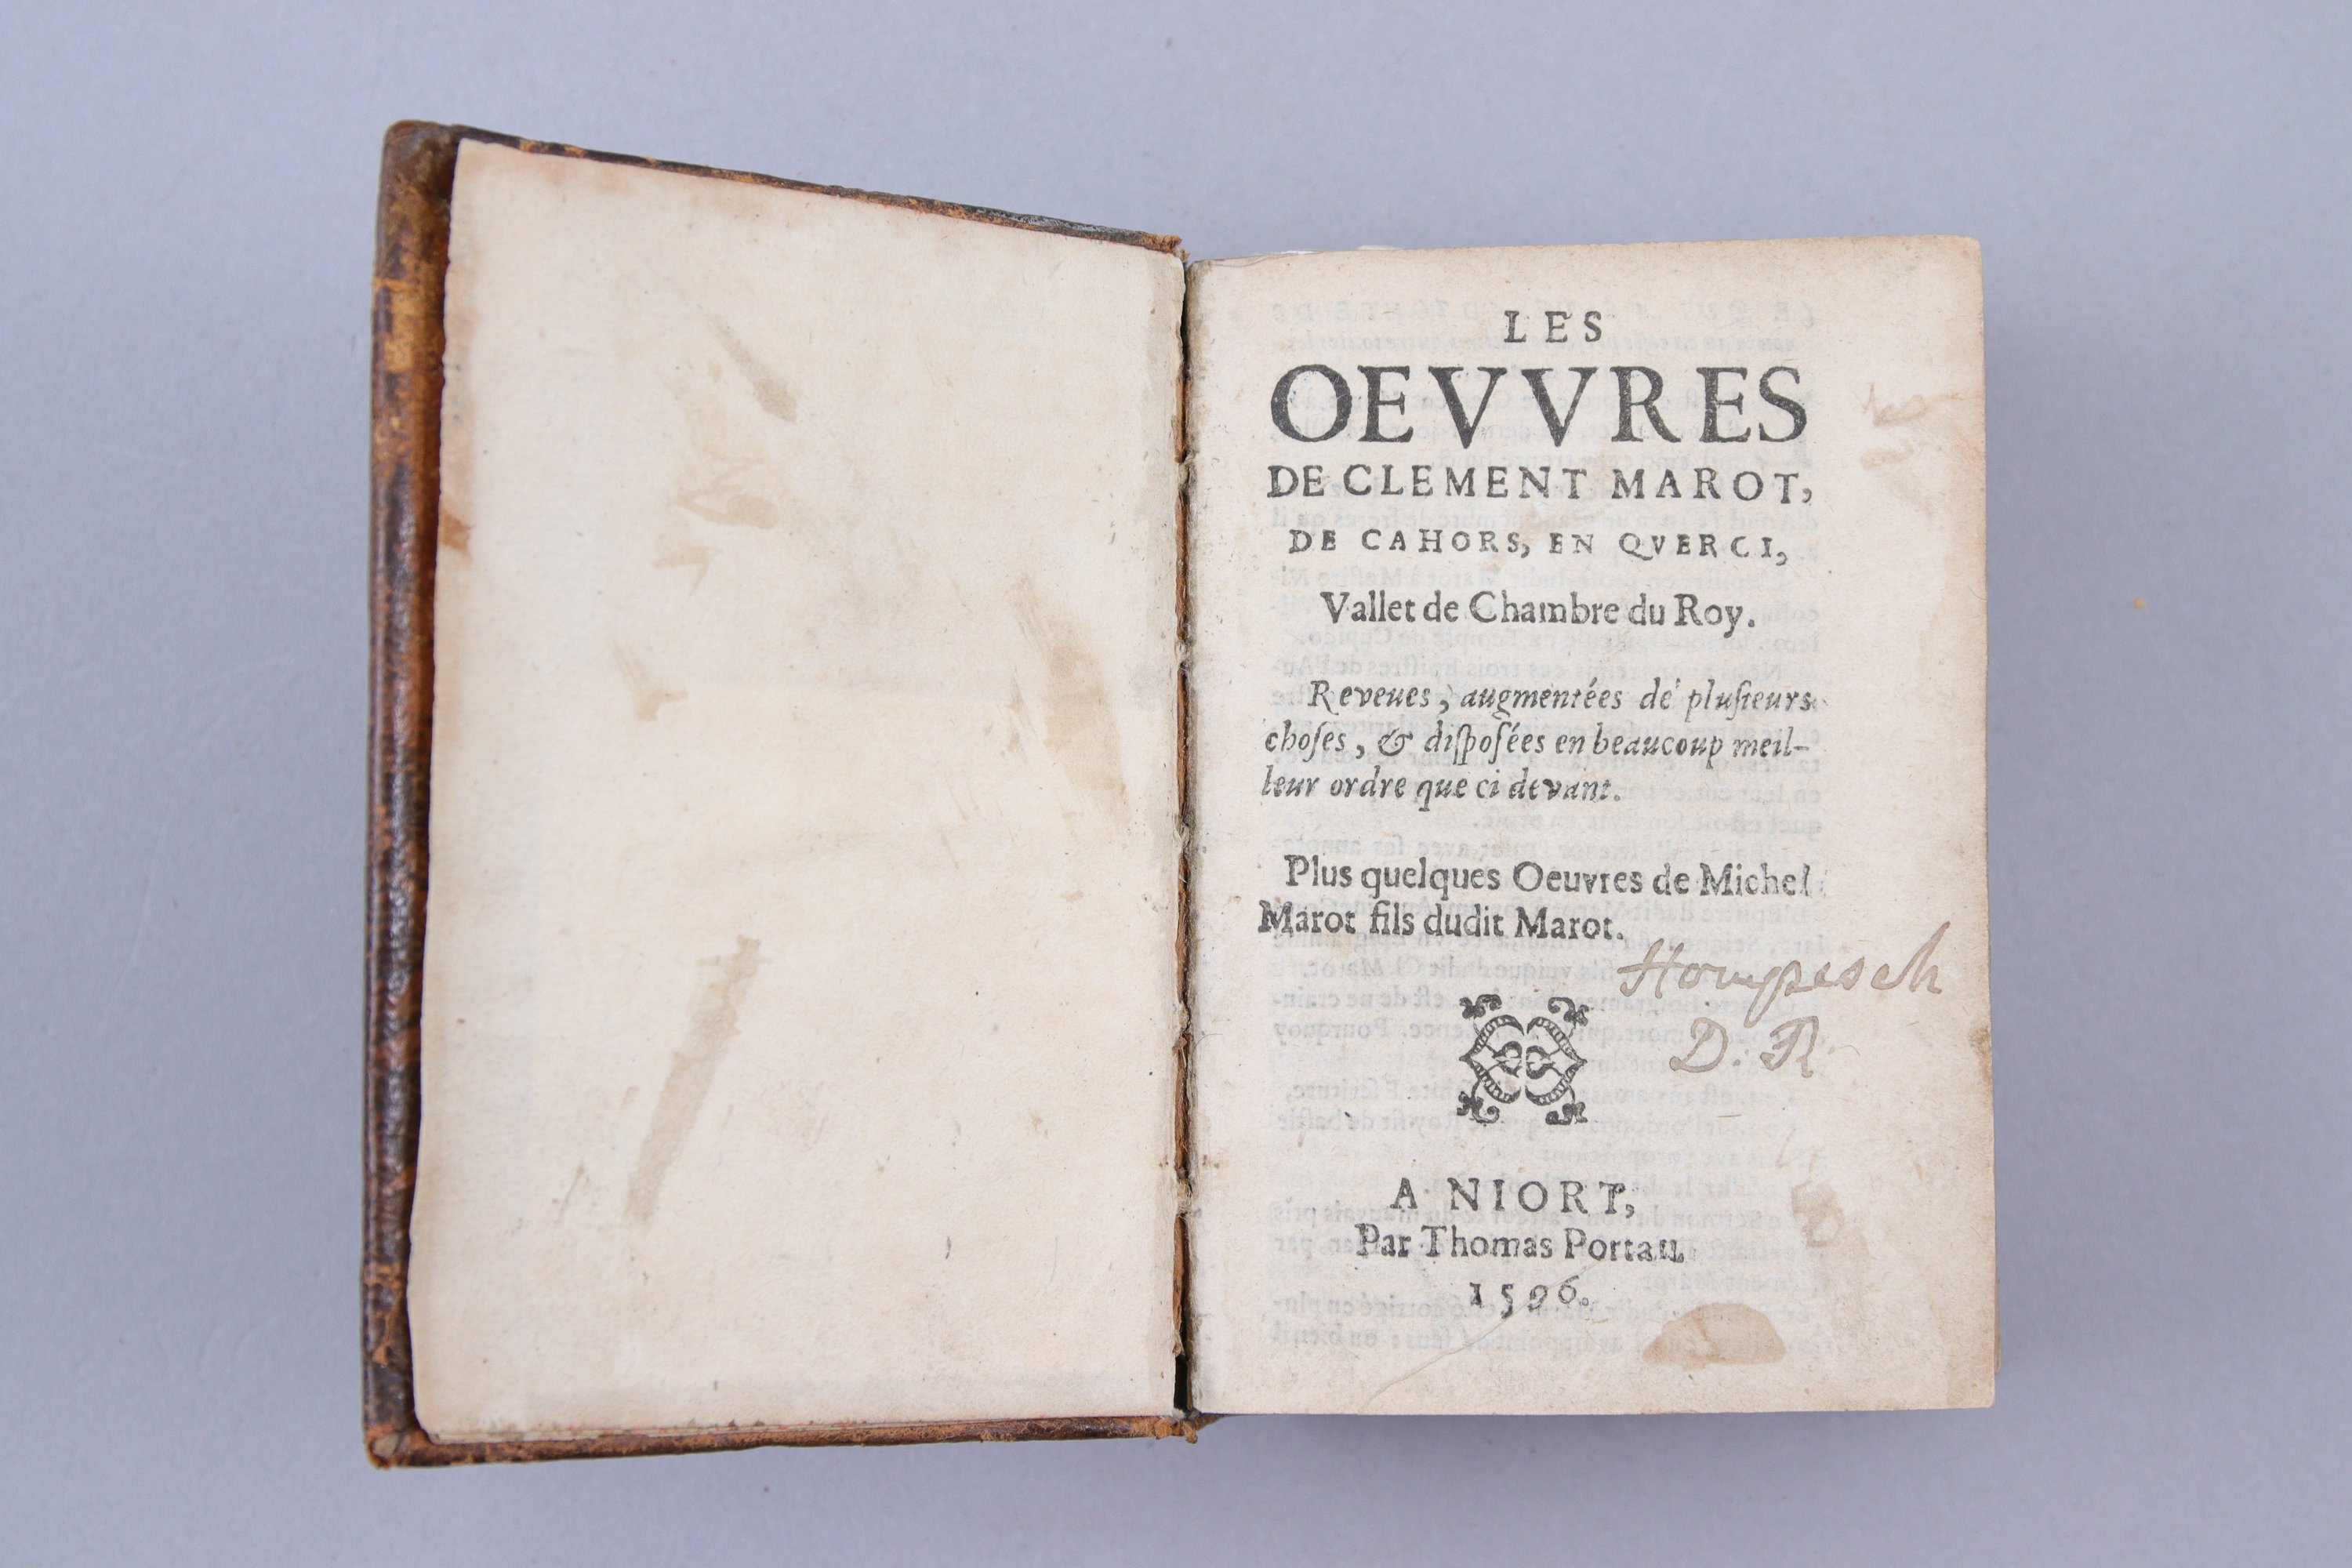 LES
OEVVRES
DE CLEMENT MAROT,
DE CAHORS, EN QVERCI,
Vallet de Chambre du Roy.
Reveues, augmentées de pluſieurs
choſes, & diſpoſées en beaucoup meil-
leur ordre que ci devant.
Plus quelques Oeuvres de Michel
Marot fils dudit Marot.
Hompesch
D. R
A NIORT,
Par Thomas Portau.
1596.